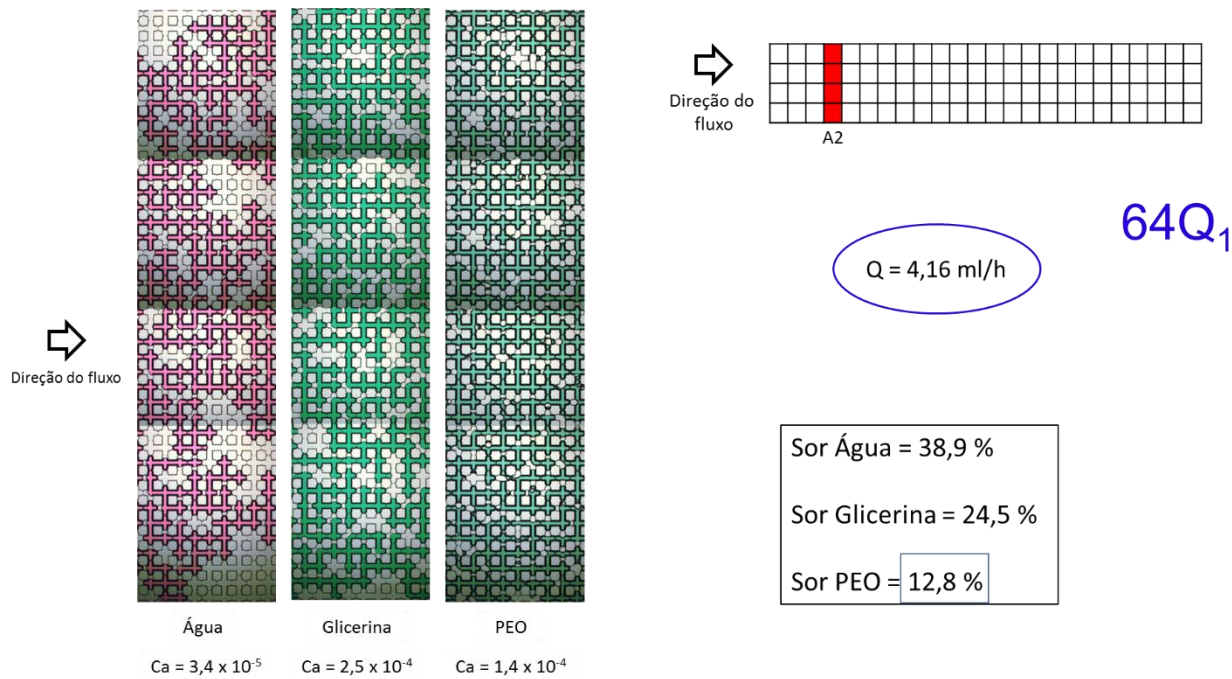 Direção do fluxo
Água
Ca = 3,4 x 10⁻⁵
Glicerina
Ca = 2,5 x 10⁻⁴
PEO
Ca = 1,4 x 10⁻⁴
Direção do
fluxo
A2
64Q₁
Q = 4,16 ml/h
Sor Água = 38,9 %
Sor Glicerina = 24,5 %
Sor PEO = 12,8 %